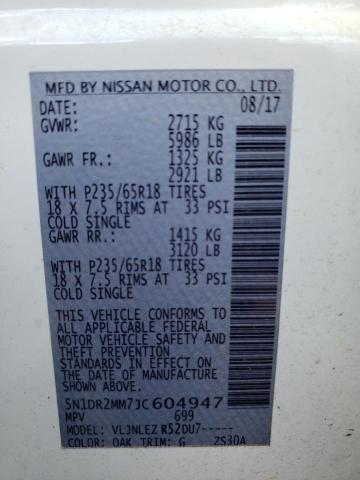 MFD BY NISSAN MOTOR CO., LTD.
DATE: 08/17
GVWR: 2715 KG
5986 LB
GAWR FR.: 1325 KG
2921 LB
WITH P235/65R18 TIRES
18 X 7.5 RIMS AT 33 PSI
COLD SINGLE
GAWR RR.: 1415 KG
3120 LB
WITH P235/65R18 TIRES
18 X 7.5 RIMS AT 33 PSI
COLD SINGLE
THIS VEHICLE CONFORMS TO
ALL APPLICABLE FEDERAL
MOTOR VEHICLE SAFETY
AND THEFT PREVENTION
STANDARDS IN EFFECT ON
THE DATE OF MANUFACTURE
SHOWN ABOVE.
5N1DR2MM7JC604947
MPV 699
MODEL: VLJNLEZ R52DU7-----
COLOR: QAK TRIM: G ZS30A